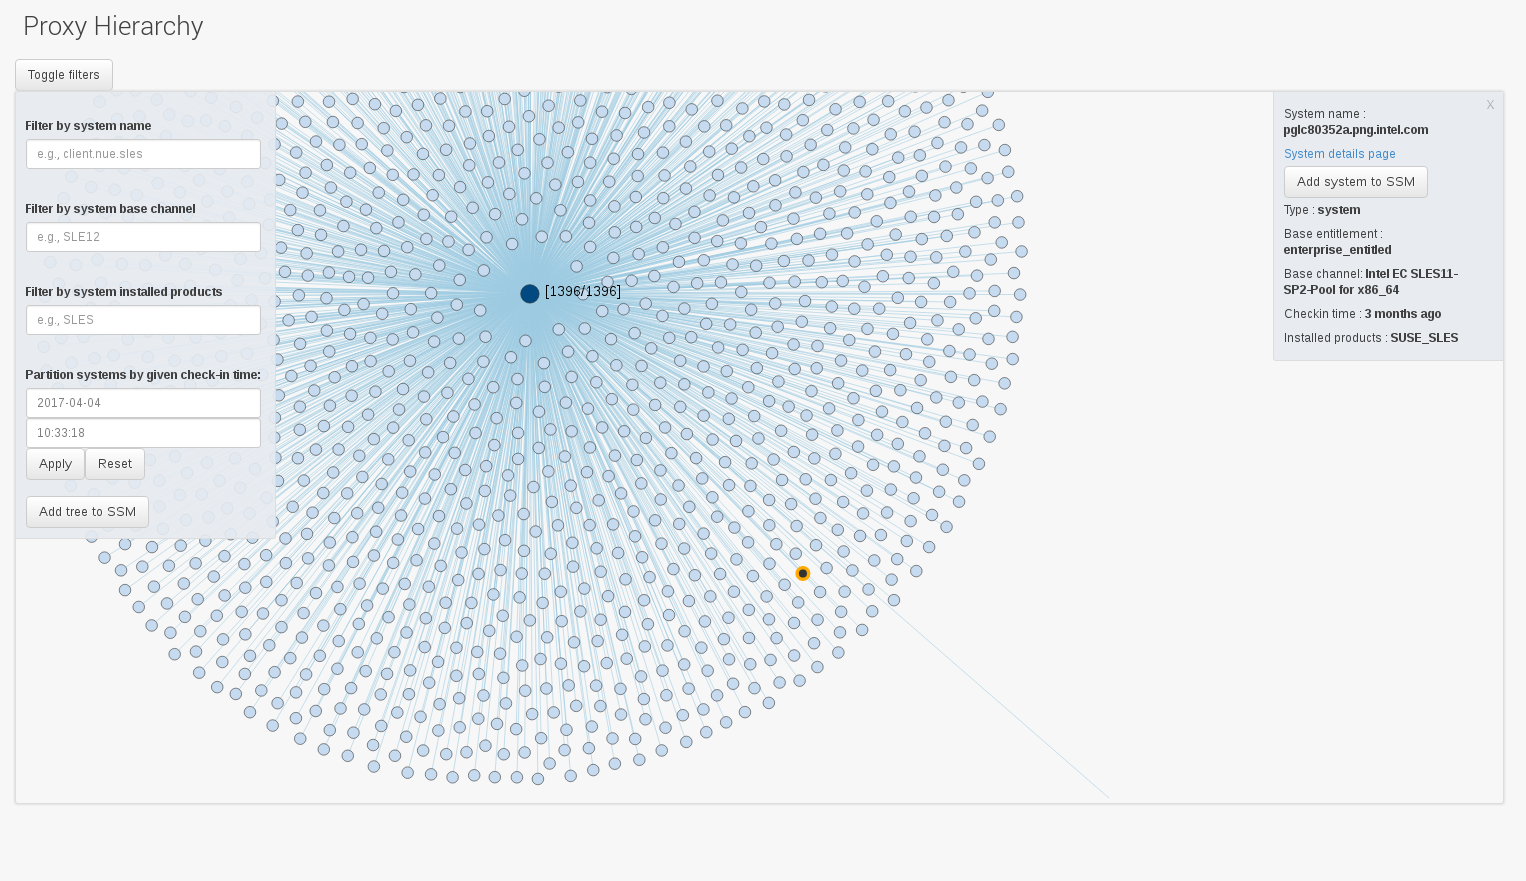 Proxy Hierarchy
Toggle filters
Filter by system name
e.g., client.nue.sles
Filter by system base channel
e.g., SLE12
Filter by system installed products
e.g., SLES
Partition systems by given check-in time:
2017-04-04
10:33:18
Apply Reset
Add tree to SSM
[1396/1396]
X
System name :
pglc80352a.png.intel.com
System details page
Add system to SSM
Type : system
Base entitlement :
enterprise_entitled
Base channel: Intel EC SLES11-
SP2-Pool for x86_64
Checkin time : 3 months ago
Installed products : SUSE_SLES